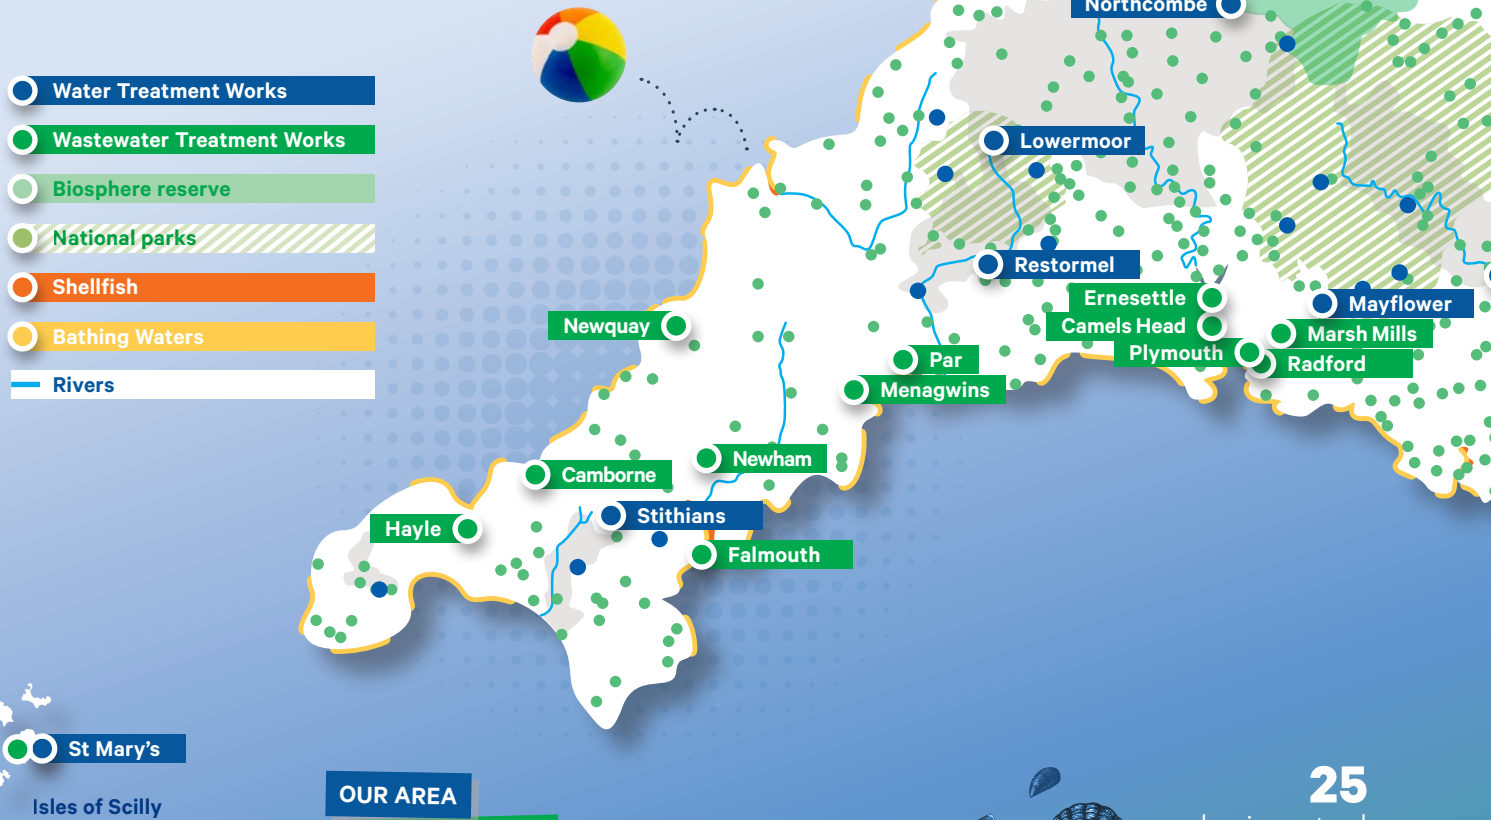 Northcombe
Water Treatment Works
Wastewater Treatment Works
Biosphere reserve
National parks
Shellfish
Bathing Waters
Rivers
Lowermoor
Restormel
Ernesettle
Mayflower
Newquay
Camels Head
Marsh Mills
Plymouth
Par
Radford
Menagwins
Newham
Camborne
Stithians
Hayle
Falmouth
St Mary's
Isles of Scilly
OUR AREA
25